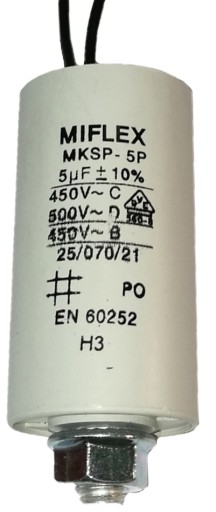 MIFLEX
MKSP- 5P
5µF ± 10%
450V~ C
500V~ D
450V~ B
25/070/21
PO
EN 60252
H3